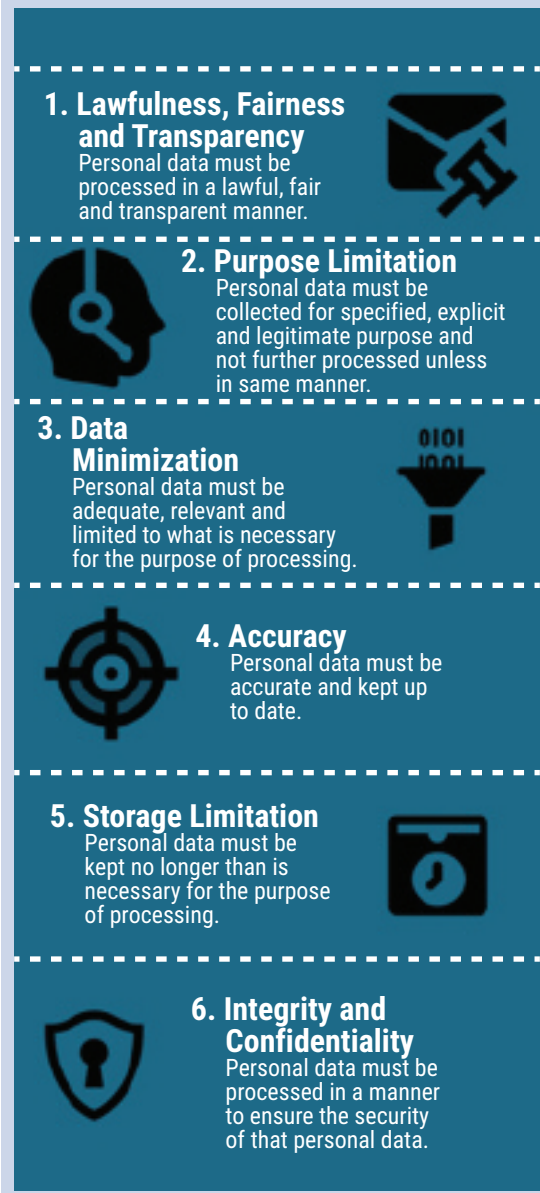 1. Lawfulness, Fairness
and Transparency
Personal data must be
processed in a lawful, fair
and transparent manner.
2. Purpose Limitation
Personal data must be
collected for specified, explicit
and legitimate purpose and
not further processed unless
in same manner.
3. Data
Minimization
Personal data must be
adequate, relevant and
limited to what is necessary
for the purpose of processing.
0101
1001
4. Accuracy
Personal data must be
accurate and kept up
to date.
5. Storage Limitation
Personal data must be
kept no longer than is
necessary for the purpose
of processing.
6. Integrity and
Confidentiality
Personal data must be
processed in a manner
to ensure the security
of that personal data.